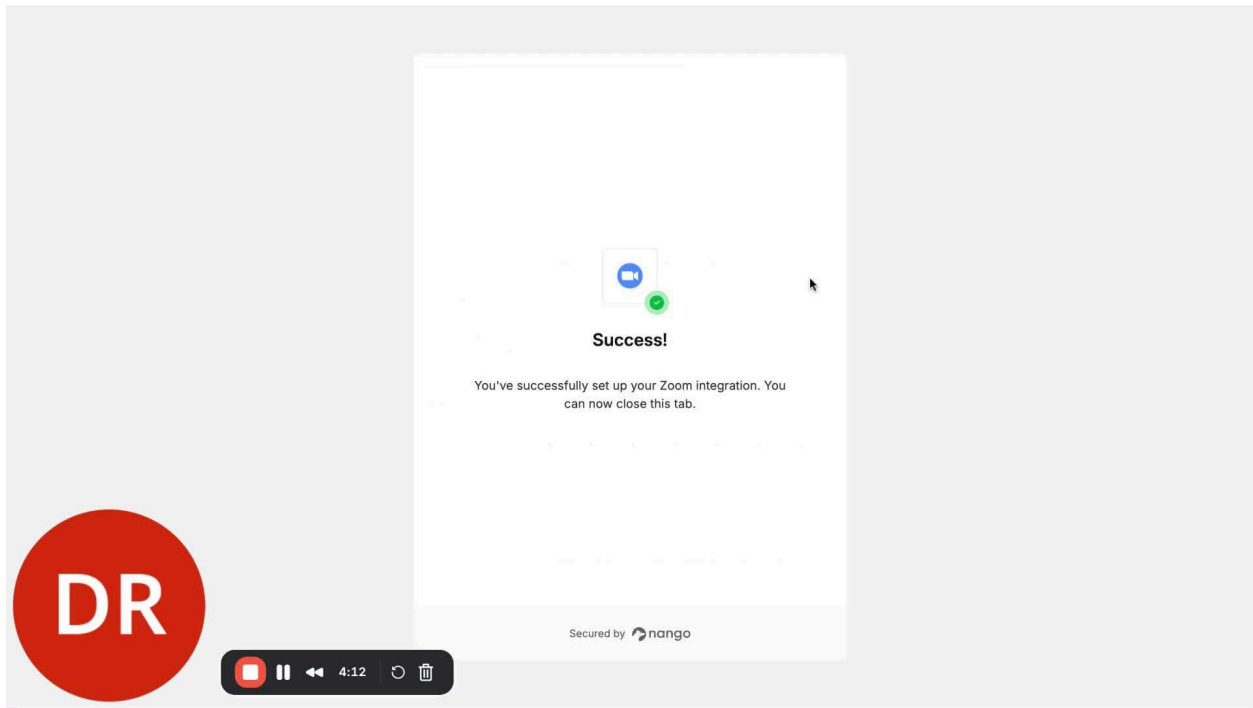 Success!
You've successfully set up your Zoom integration. You
can now close this tab.
Secured by nango
DR
4:12